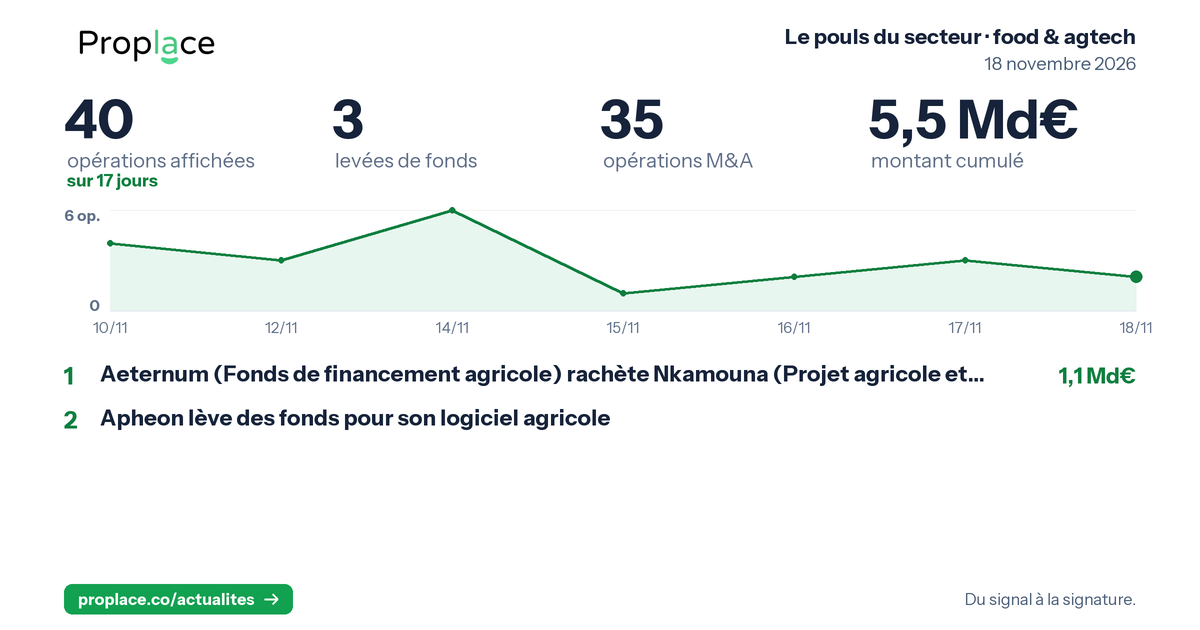 Proplace
Le pouls du secteur · food & agtech
18 novembre 2026
40
opérations affichées
sur 17 jours
3
levées de fonds
35
opérations M&A
5,5 Md€
montant cumulé
6 op.
0
10/11 12/11 14/11 15/11 16/11 17/11 18/11
1 Aeternum (Fonds de financement agricole) rachète Nkamouna (Projet agricole et... 1,1 Md€
2 Apheon lève des fonds pour son logiciel agricole
proplace.co/actualites →
Du signal à la signature.